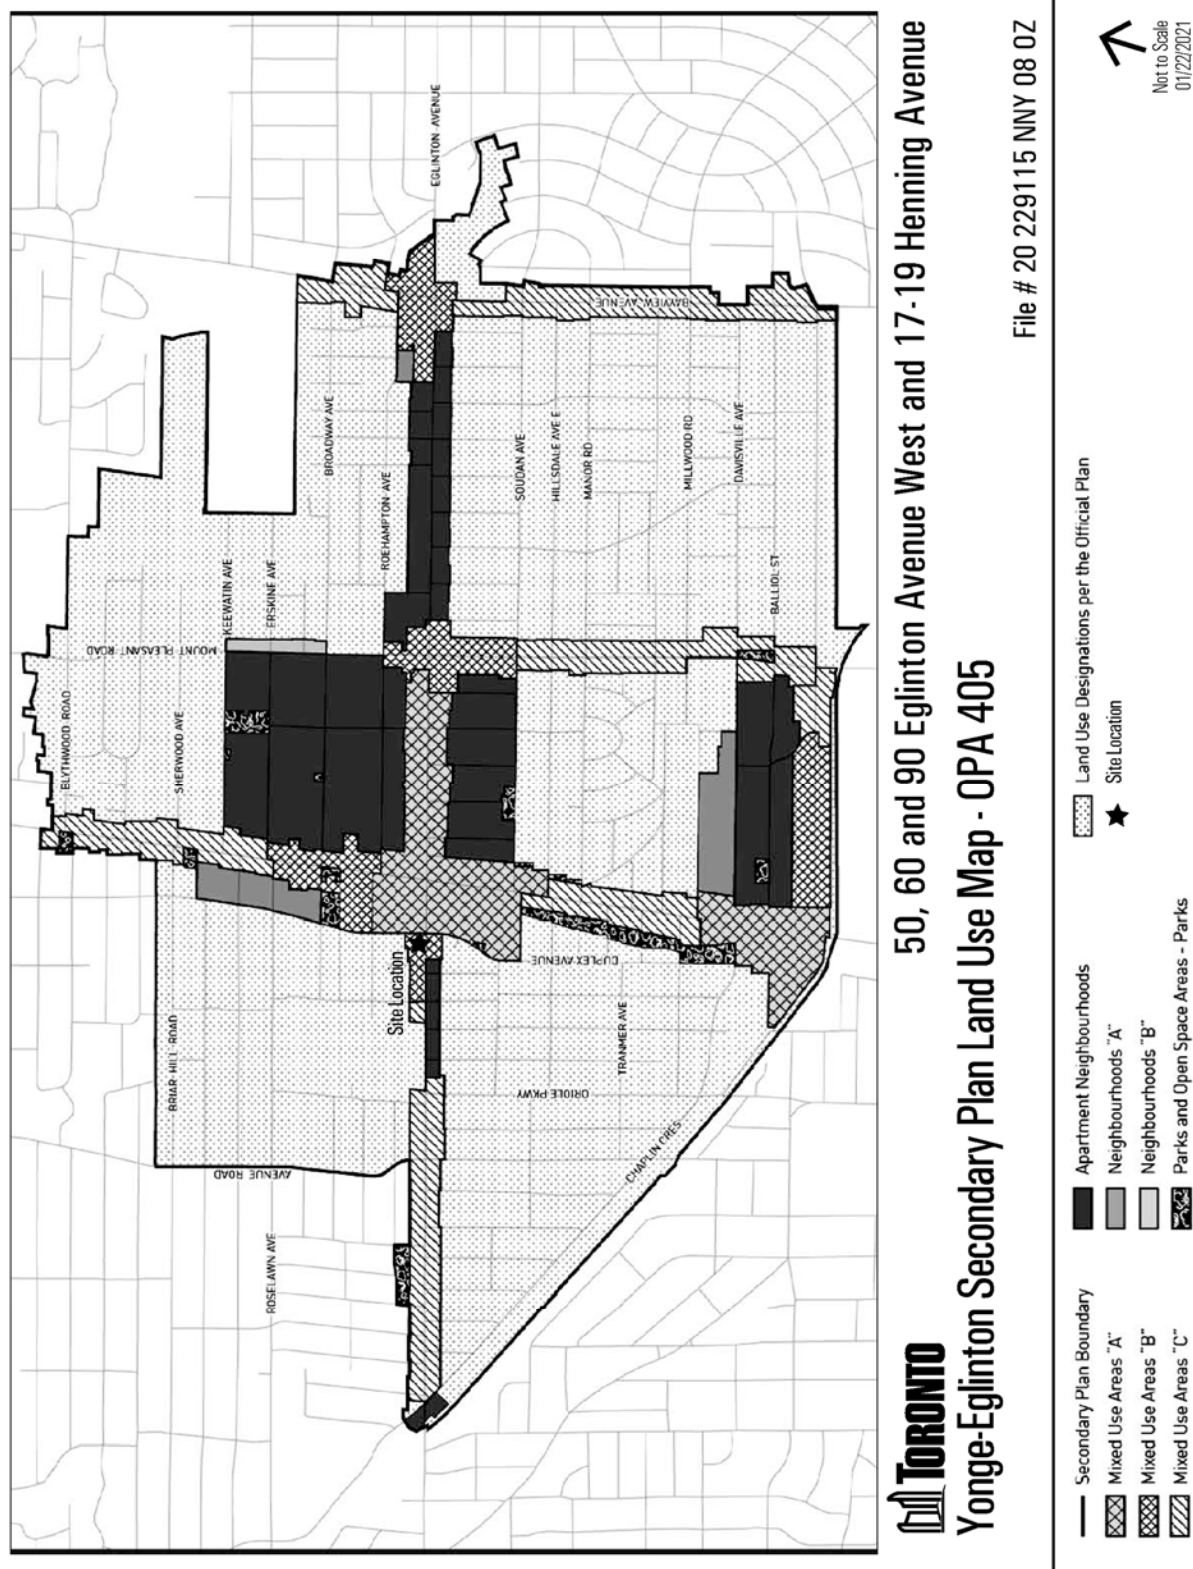 EGLINTON AVENUE
BAYVIEW AVENUE
BROADWAY AVE
ROEHAMPTON AVE
SOUDAN AVE
HILLSDALE AVE E
MANOR RD
MILLWOOD RD
DAVISVILLE AVE
BALLIOL ST
KEEWATIN AVE
ERSKINE AVE
MOUNT PLEASANT ROAD
BLYTHWOOD ROAD
SHERWOOD AVE
Site Location
DUPLEX AVENUE
BRIAR HILL ROAD
TRANMER AVE
ORIOLE PKWY
CHAPLIN CRES
AVENUE ROAD
ROSELAWN AVE
TORONTO
50, 60 and 90 Eglinton Avenue West and 17-19 Henning Avenue
Yonge-Eglinton Secondary Plan Land Use Map - OPA 405
File # 20 229115 NNY 08 OZ
Secondary Plan Boundary
Mixed Use Areas "A"
Mixed Use Areas "B"
Mixed Use Areas "C"
Apartment Neighbourhoods
Neighbourhoods "A"
Neighbourhoods "B"
Parks and Open Space Areas - Parks
Land Use Designations per the Official Plan
Site Location
Not to Scale
01/22/2021